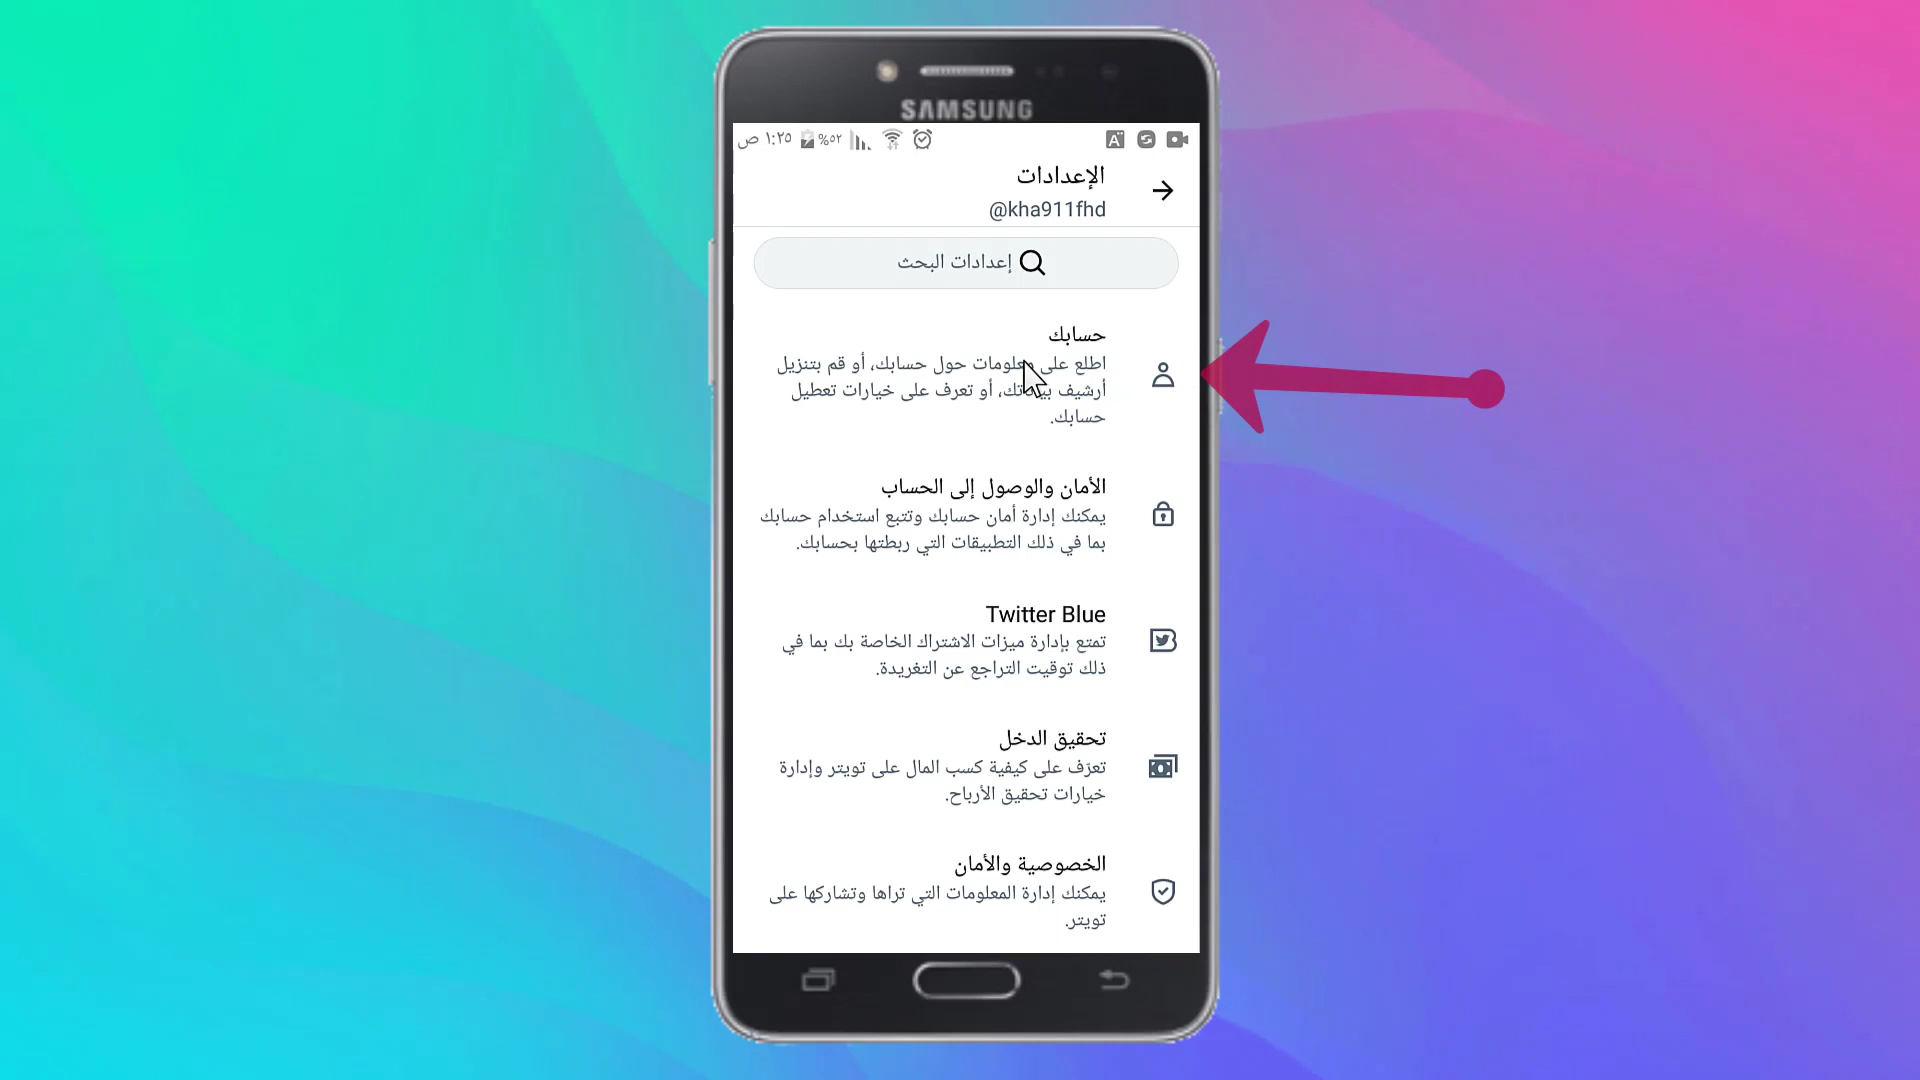 SAMSUNG
١:٢٥ ص %٥٢
الإعدادات
@kha911fhd
إعدادات البحث
حسابك
اطلع على معلومات حول حسابك، أو قم بتنزيل
أرشيف بياناتك، أو تعرف على خيارات تعطيل
حسابك.
الأمان والوصول إلى الحساب
يمكنك إدارة أمان حسابك وتتبع استخدام حسابك
بما في ذلك التطبيقات التي ربطتها بحسابك.
Twitter Blue
تمتع بإدارة ميزات الاشتراك الخاصة بك بما في
ذلك توقيت التراجع عن التغريدة.
تحقيق الدخل
تعرّف على كيفية كسب المال على تويتر وإدارة
خيارات تحقيق الأرباح.
الخصوصية والأمان
يمكنك إدارة المعلومات التي تراها وتشاركها على
تويتر.